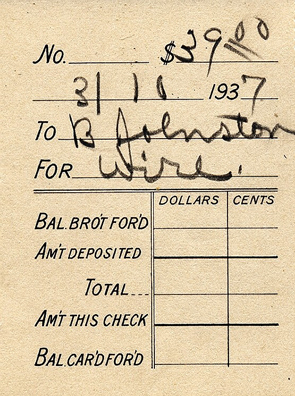 No. $39.00
31 10 1937
To B Johnston
For Wire.
DOLLARS CENTS
BAL. BRO'T FOR'D
AM'T DEPOSITED
TOTAL...
AM'T THIS CHECK
BAL. CAR'D FOR'D